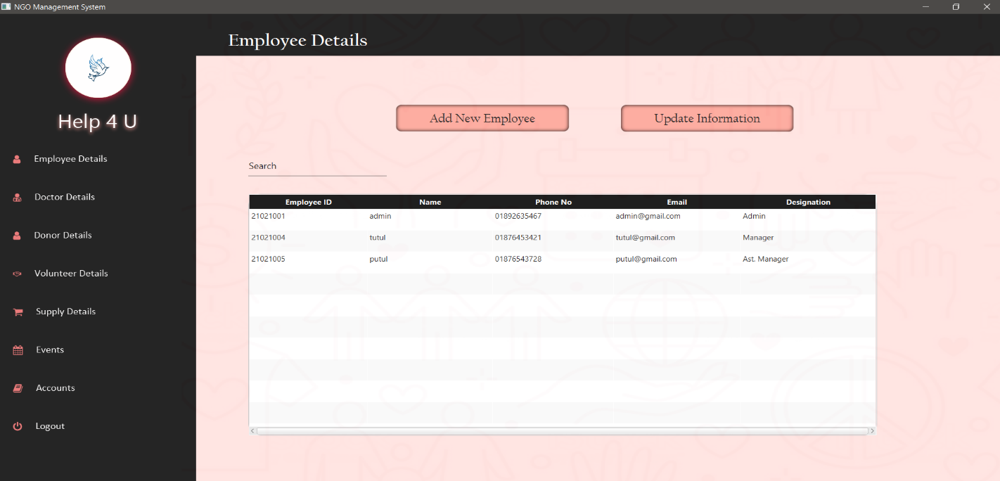 NGO Management System
Employee Details
Help 4 U
Employee Details
Doctor Details
Donor Details
Volunteer Details
Supply Details
Events
Accounts
Logout
Add New Employee Update Information
Search
Employee ID Name Phone No Email Designation
21021001 admin 01892635467 admin@gmail.com Admin
21021004 tutul 01876453421 tutul@gmail.com Manager
21021005 putul 01876543728 putul@gmail.com Ast. Manager